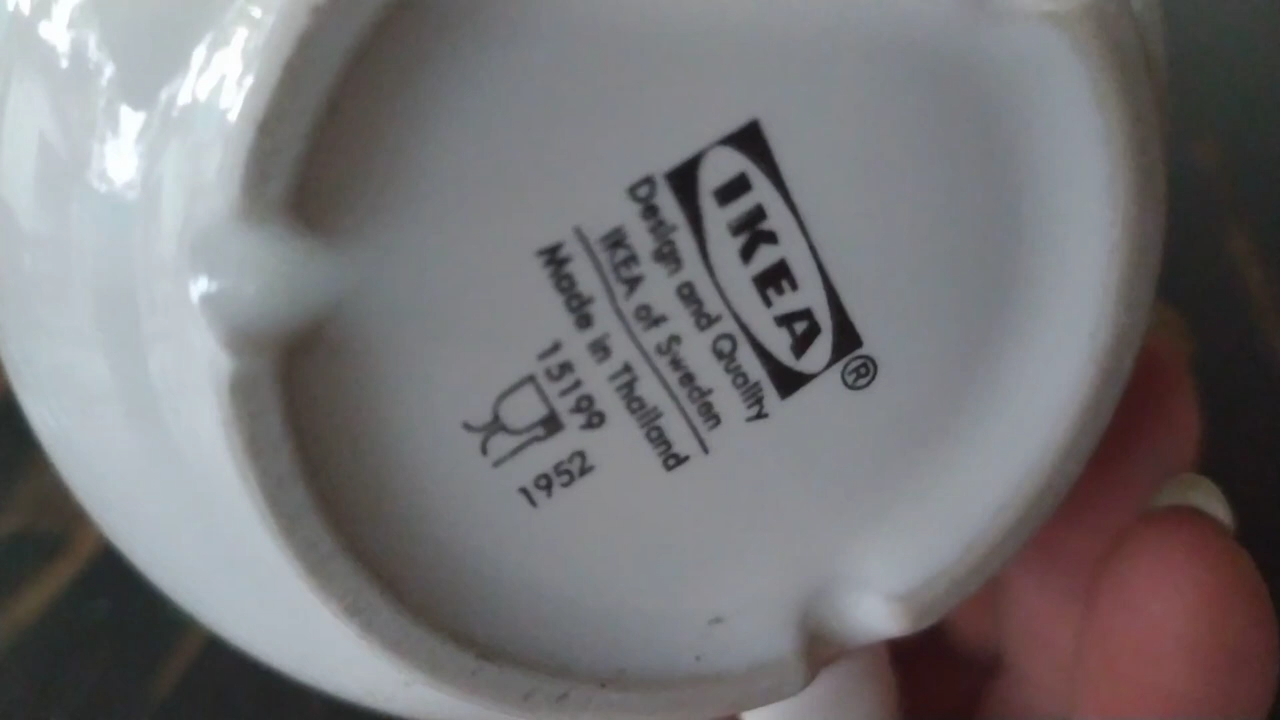 IKEA®
Design and Quality
IKEA of Sweden
Made in Thailand
15199
1952